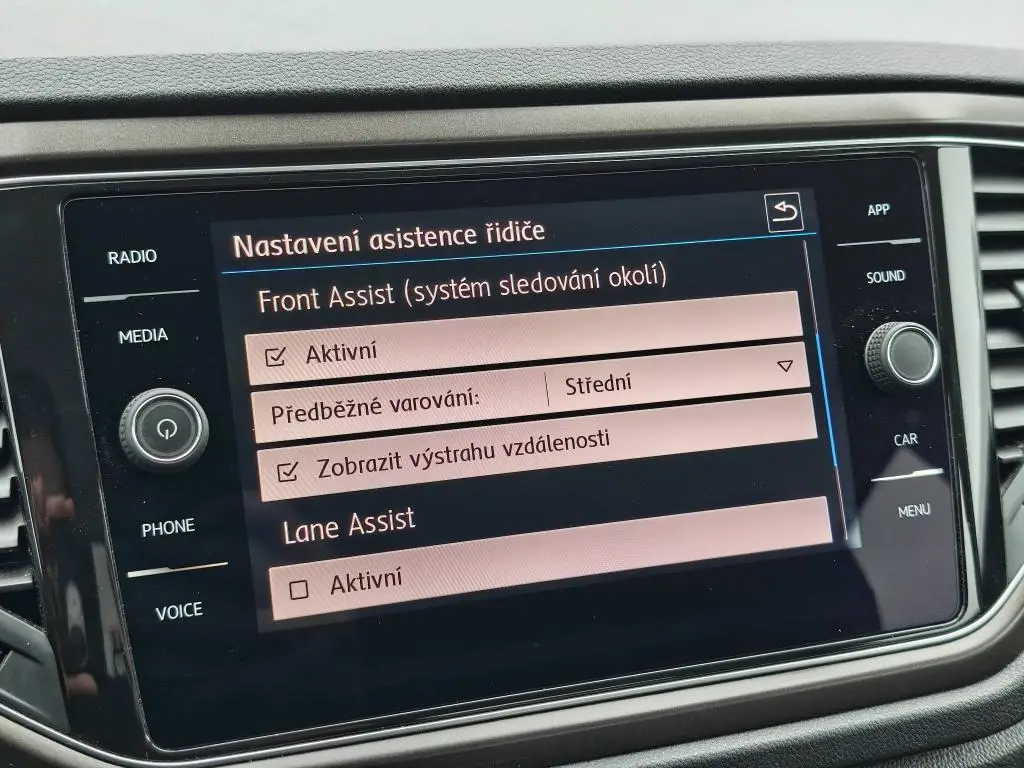 RADIO
MEDIA
PHONE
VOICE
Nastavení asistence řidiče
Front Assist (systém sledování okolí)
Aktivní
Předběžné varování: Střední
Zobrazit výstrahu vzdálenosti
Lane Assist
Aktivní
APP
SOUND
CAR
MENU